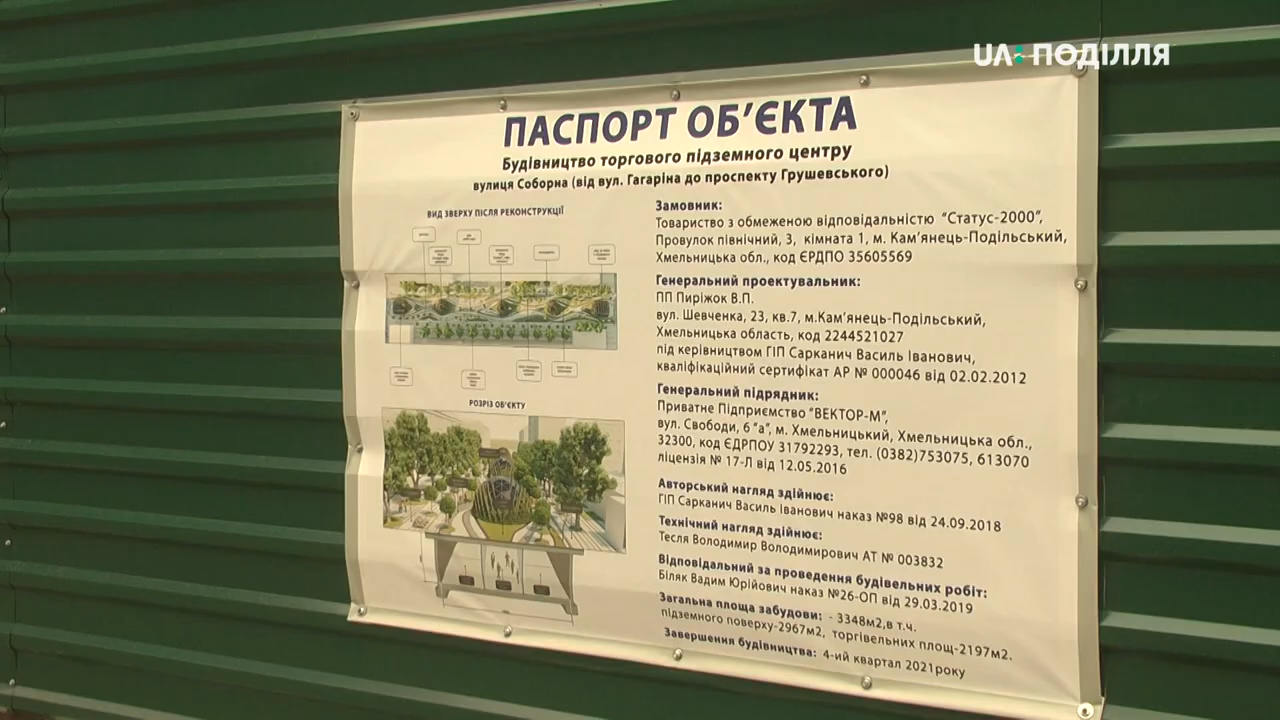 UA: ПОДІЛЛЯ
ПАСПОРТ ОБ'ЄКТА
Будівництво торгового підземного центру
вулиця Соборна (від вул. Гагаріна до проспекту Грушевського)
ВИД ЗВЕРХУ ПІСЛЯ РЕКОНСТРУКЦІЇ
РОЗРІЗ ОБ'ЄКТУ
Замовник:
Товариство з обмеженою відповідальністю "Статус-2000",
Провулок північний, 3, кімната 1, м. Кам'янець-Подільський,
Хмельницька обл., код ЄРДПО 35605569
Генеральний проектувальник:
ПП Пиріжок В.П.
вул. Шевченка, 23, кв.7, м.Кам'янець-Подільський,
Хмельницька область, код 2244521027
під керівництвом ГІП Сарканич Василь Іванович,
кваліфікаційний сертифікат АР № 000046 від 02.02.2012
Генеральний підрядник:
Приватне Підприємство "ВЕКТОР-М",
вул. Свободи, 6 "а", м. Хмельницький, Хмельницька обл.,
32300, код ЄДРПОУ 31792293, тел. (0382)753075, 613070
ліцензія № 17-Л від 12.05.2016
Авторський нагляд здійнює:
ГІП Сарканич Василь Іванович наказ №98 від 24.09.2018
Технічний нагляд здійнює:
Тесля Володимир Володимирович АТ № 003832
Відповідальний за проведення будівельних робіт:
Біляк Вадим Юрійович наказ №26-ОП від 29.03.2019
Загальна площа забудови: - 3348м2,в т.ч.
підземного поверху-2967м2, торгівельних площ-2197м2.
Завершення будівництва: 4-ий квартал 2021року